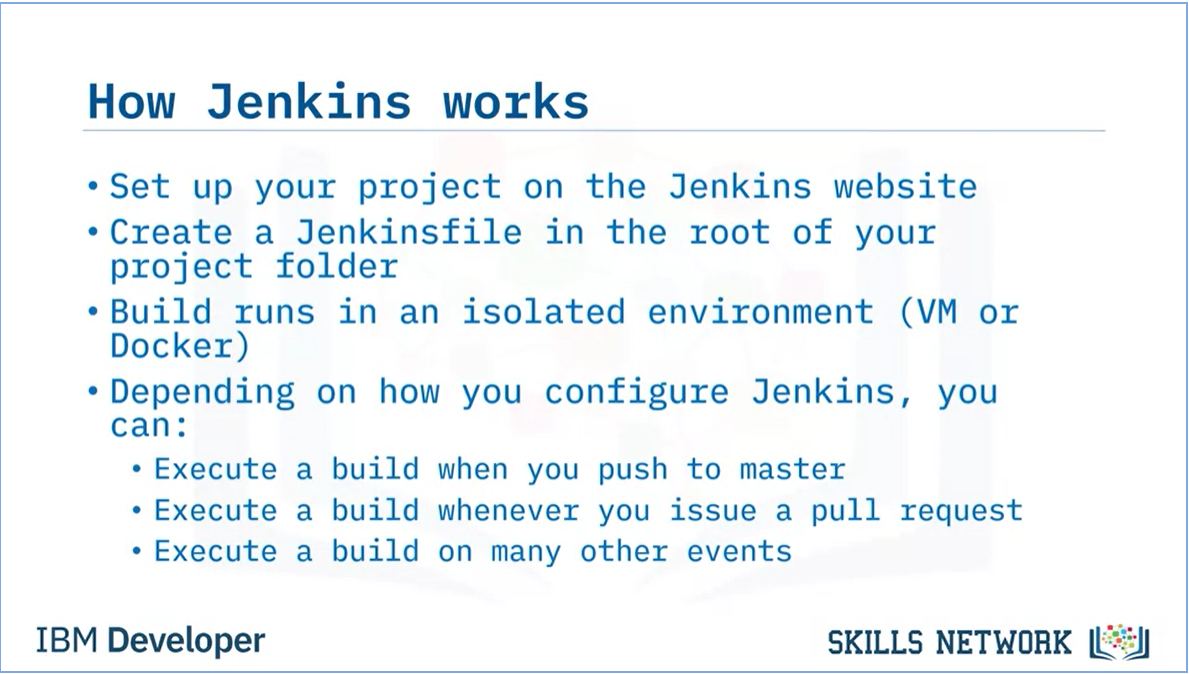 How Jenkins works
• Set up your project on the Jenkins website
• Create a Jenkinsfile in the root of your
project folder
• Build runs in an isolated environment (VM or
Docker)
• Depending on how you configure Jenkins, you
can:
• Execute a build when you push to master
• Execute a build whenever you issue a pull request
• Execute a build on many other events
IBM Developer
SKILLS NETWORK